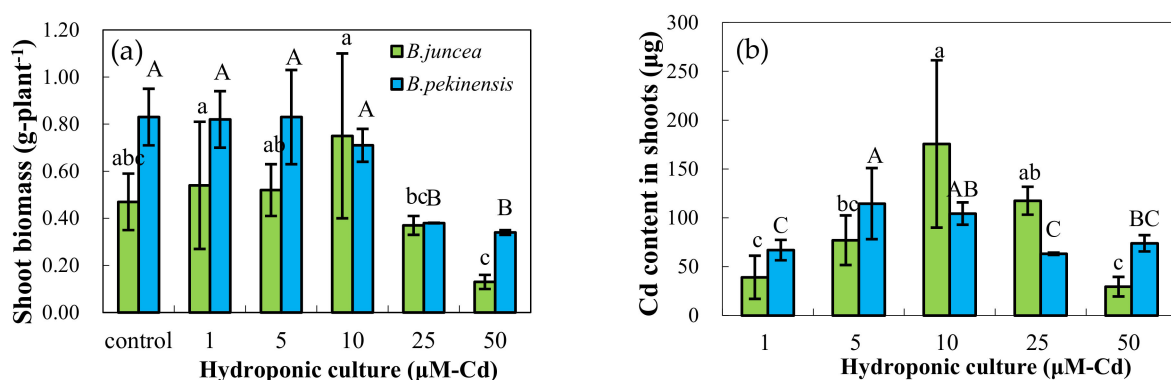 (a)
Shoot biomass (g-plant⁻¹)
1.20
1.00
0.80
0.60
0.40
0.20
0.00
B.juncea
B.pekinensis
abc
A
a
A
ab
A
a
A
bc
B
c
B
control
1
5
10
25
50
Hydroponic culture (µM-Cd)
(b)
Cd content in shoots (µg)
300
250
200
150
100
50
0
c
C
bc
A
a
AB
ab
C
c
BC
1
5
10
25
50
Hydroponic culture (µM-Cd)